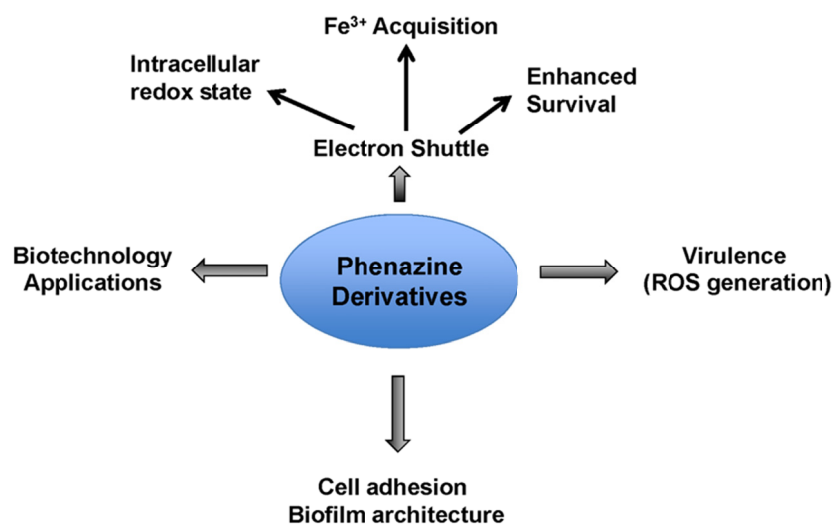 Fe³⁺ Acquisition
Intracellular
redox state
Enhanced
Survival
Electron Shuttle
Biotechnology
Applications
Phenazine
Derivatives
Virulence
(ROS generation)
Cell adhesion
Biofilm architecture